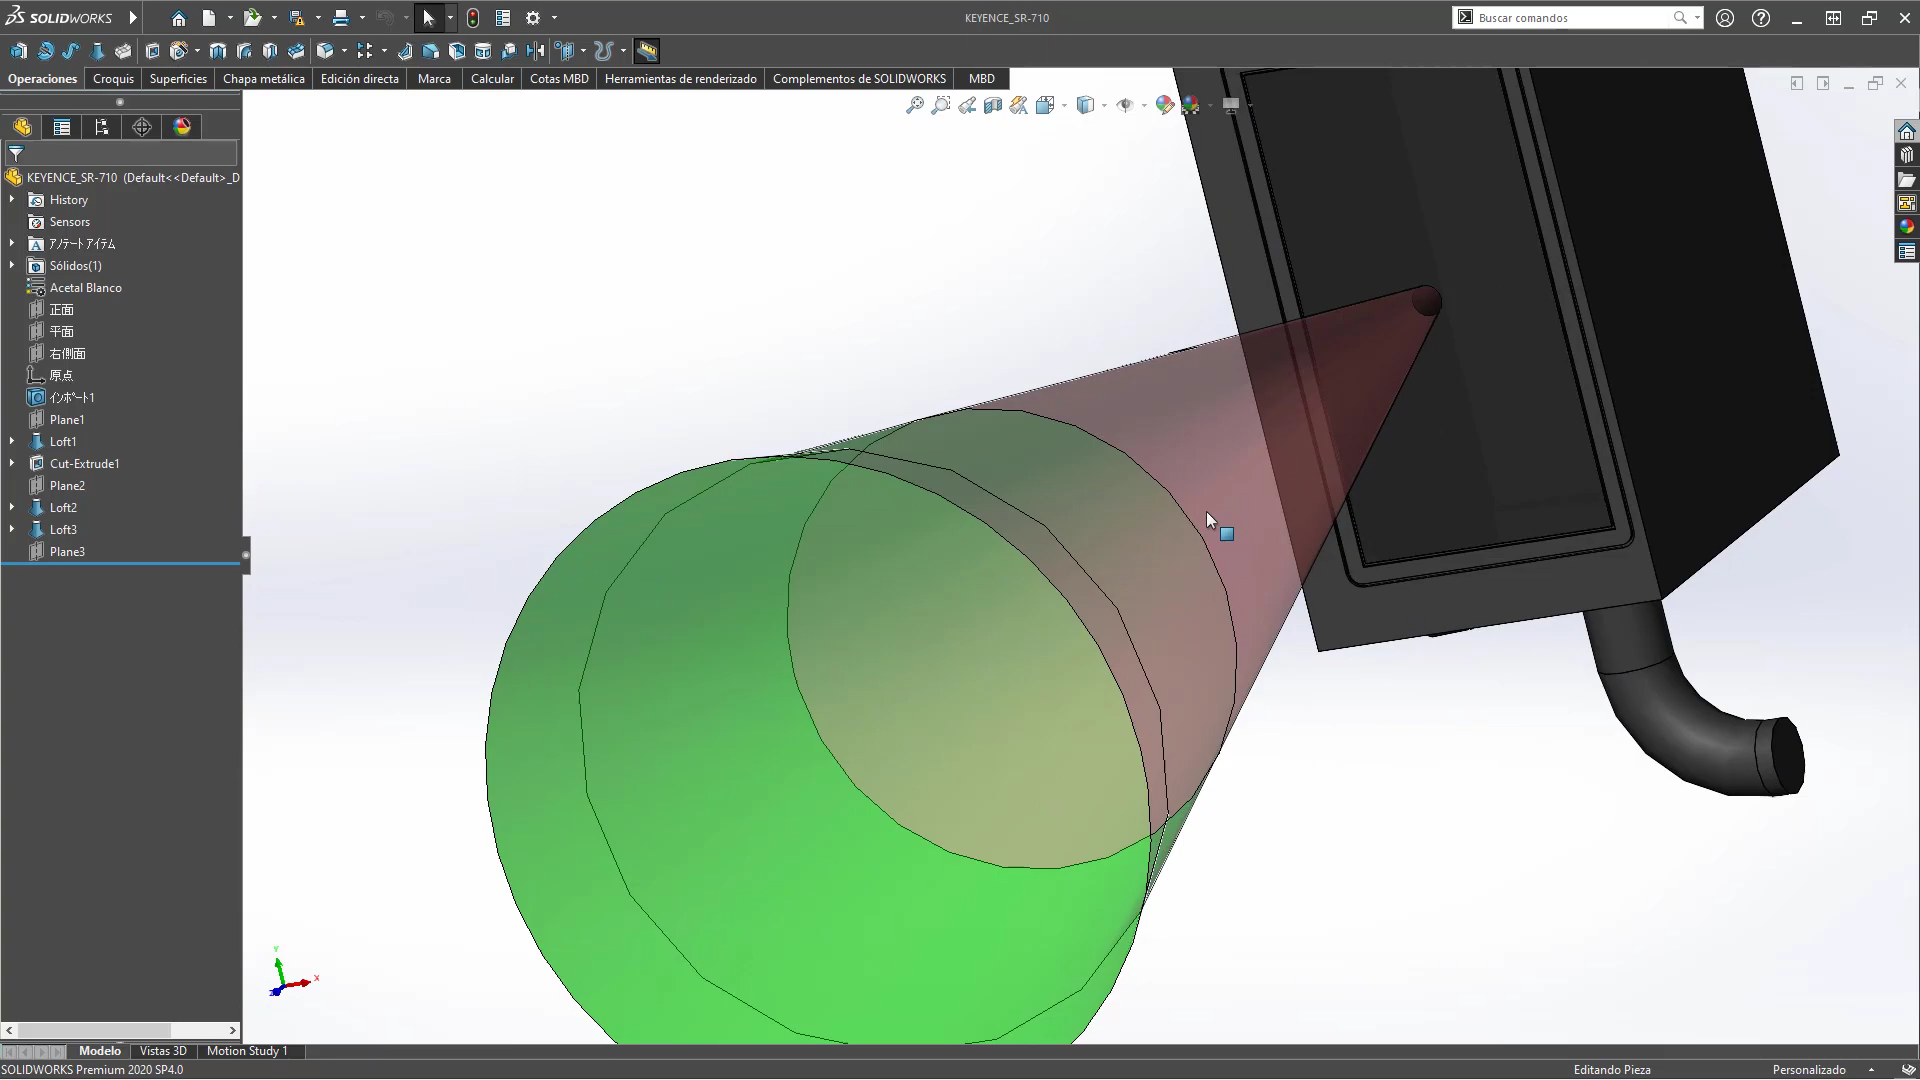 SOLIDWORKS
KEYENCE_SR-710
Buscar comandos
Operaciones
Croquis
Superficies
Chapa metálica
Edición directa
Marca
Calcular
Cotas MBD
Herramientas de renderizado
Complementos de SOLIDWORKS
MBD
KEYENCE_SR-710 (Default<<Default>_D
History
Sensors
アノテート アイテム
Sólidos(1)
Acetal Blanco
正面
平面
右側面
原点
インポート1
Plane1
Loft1
Cut-Extrude1
Plane2
Loft2
Loft3
Plane3
Y
X
Z
Modelo
Vistas 3D
Motion Study 1
SOLIDWORKS Premium 2020 SP4.0
Editando Pieza
Personalizado